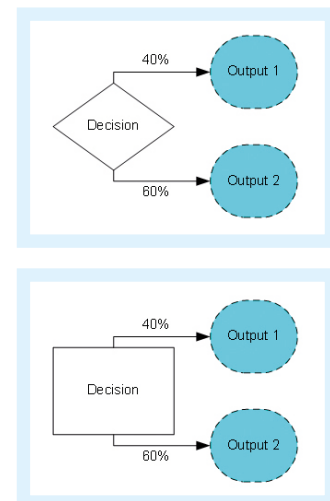 40%
Output 1
Decision
Output 2
60%
40%
Output 1
Decision
Output 2
60%